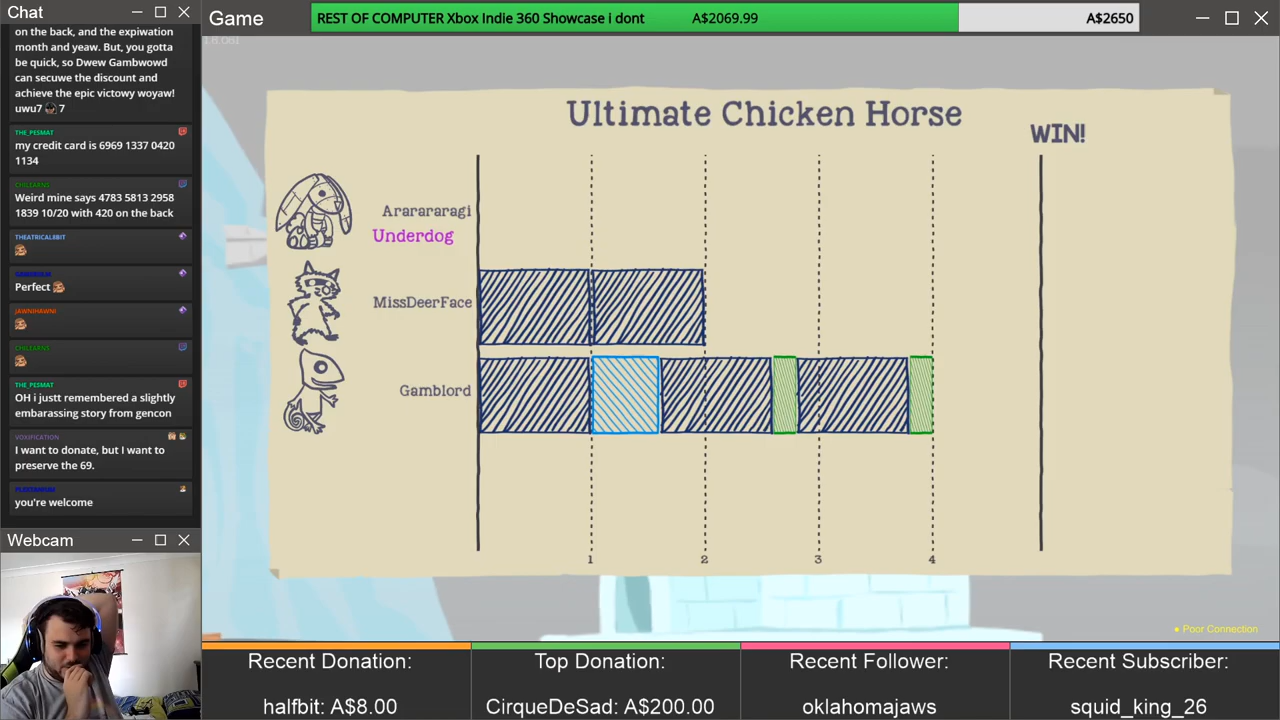 Chat
on the back, and the expiwation
month and yeaw. But, you gotta
be quick, so Dwew Gambwowd
can secuwe the discount and
achieve the epic victowy woyaw!
uwu7 7
THE_PESMAT
my credit card is 6969 1337 0420
1134
Weird mine says 4783 5813 2958
1839 10/20 with 420 on the back
THEATRICAL8BIT
Perfect
JAWNIHAWNI
THE_PESMAT
OH i justt remembered a slightly
embarassing story from gencon
VOXIFICATION
I want to donate, but I want to
preserve the 69.
you're welcome
Webcam
Game
REST OF COMPUTER Xbox Indie 360 Showcase i dont A$2069.99 A$2650
Ultimate Chicken Horse
WIN!
Ararararagi
Underdog
MissDeerFace
Gamblord
1 2 3 4
Poor Connection
Recent Donation: Top Donation: Recent Follower: Recent Subscriber:
halfbit: A$8.00 CirqueDeSad: A$200.00 oklahomajaws squid_king_26